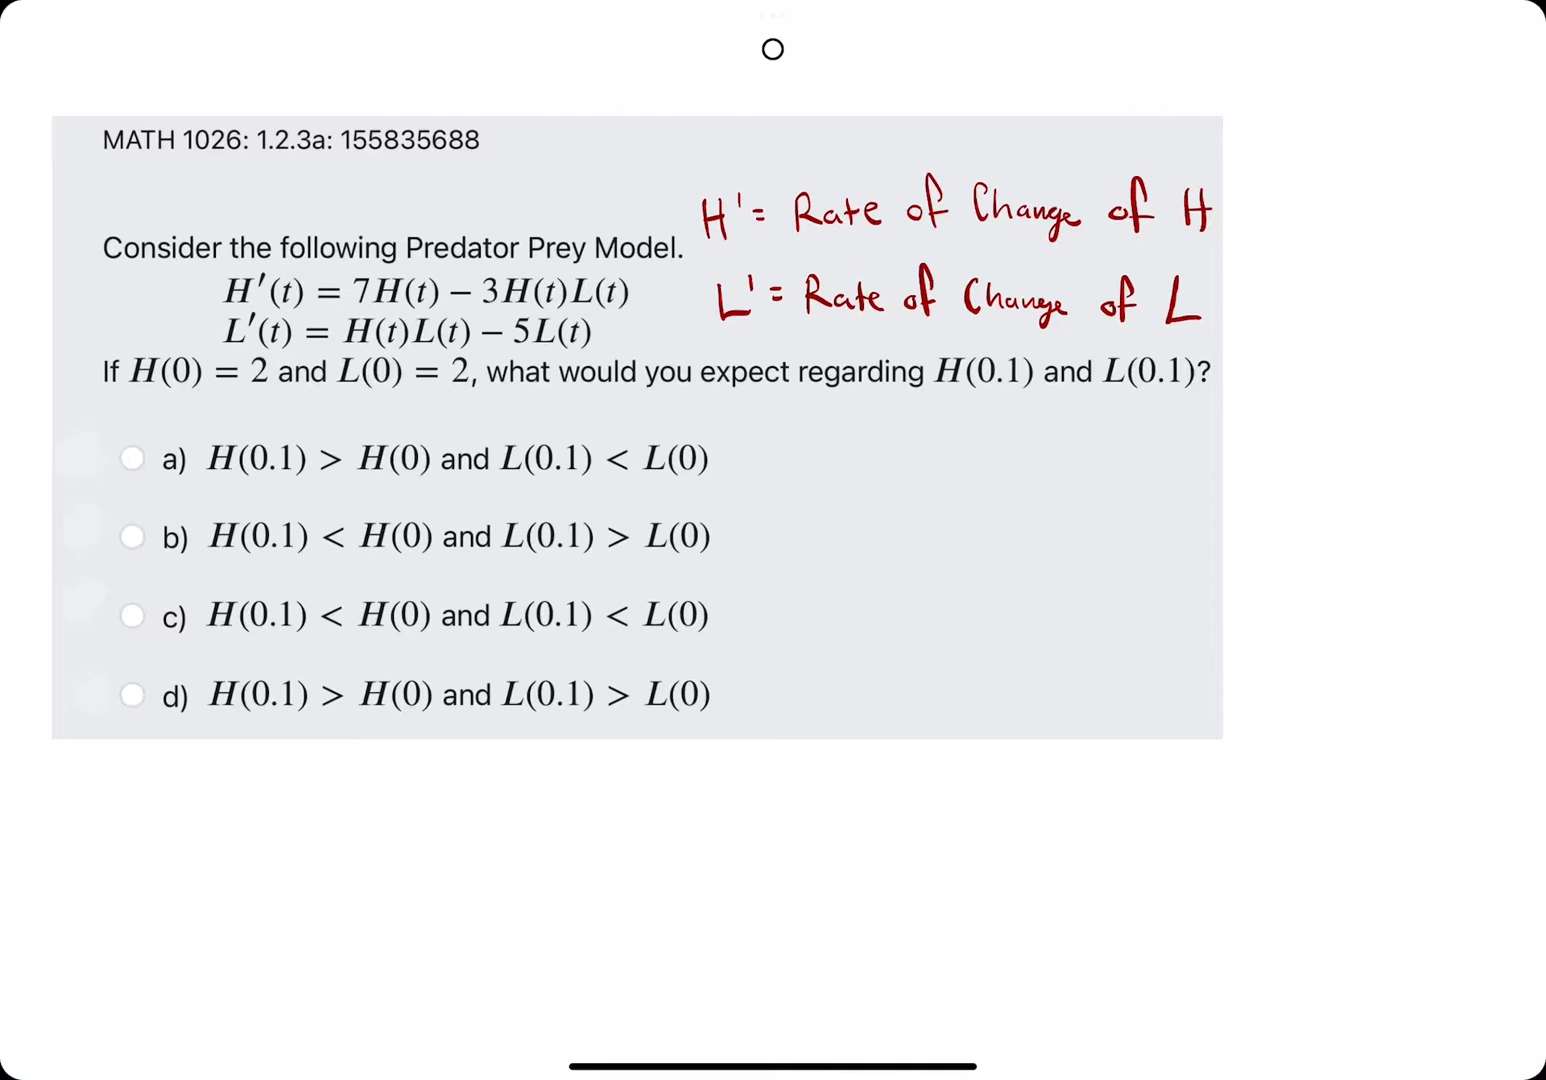 MATH 1026: 1.2.3a: 155835688
H' = Rate of Change of H
Consider the following Predator Prey Model.
H′(t) = 7H(t) − 3H(t)L(t)
L' = Rate of Change of L
L′(t) = H(t)L(t) − 5L(t)
If H(0) = 2 and L(0) = 2, what would you expect regarding H(0.1) and L(0.1)?
a) H(0.1) > H(0) and L(0.1) < L(0)
b) H(0.1) < H(0) and L(0.1) > L(0)
c) H(0.1) < H(0) and L(0.1) < L(0)
d) H(0.1) > H(0) and L(0.1) > L(0)